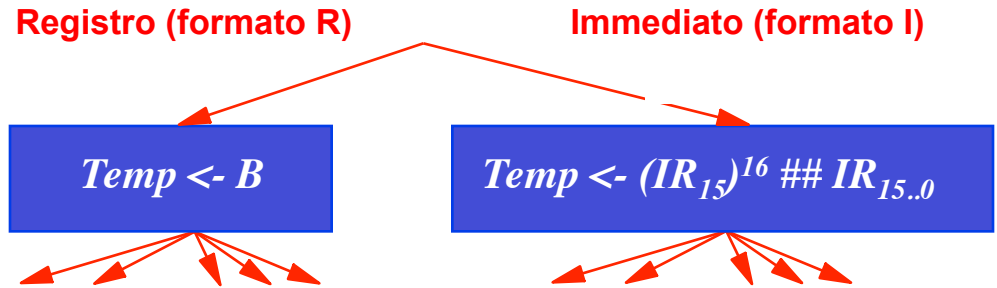 Registro (formato R)
Immediato (formato I)
Temp <- B
Temp <- (IR15)16 ## IR15..0